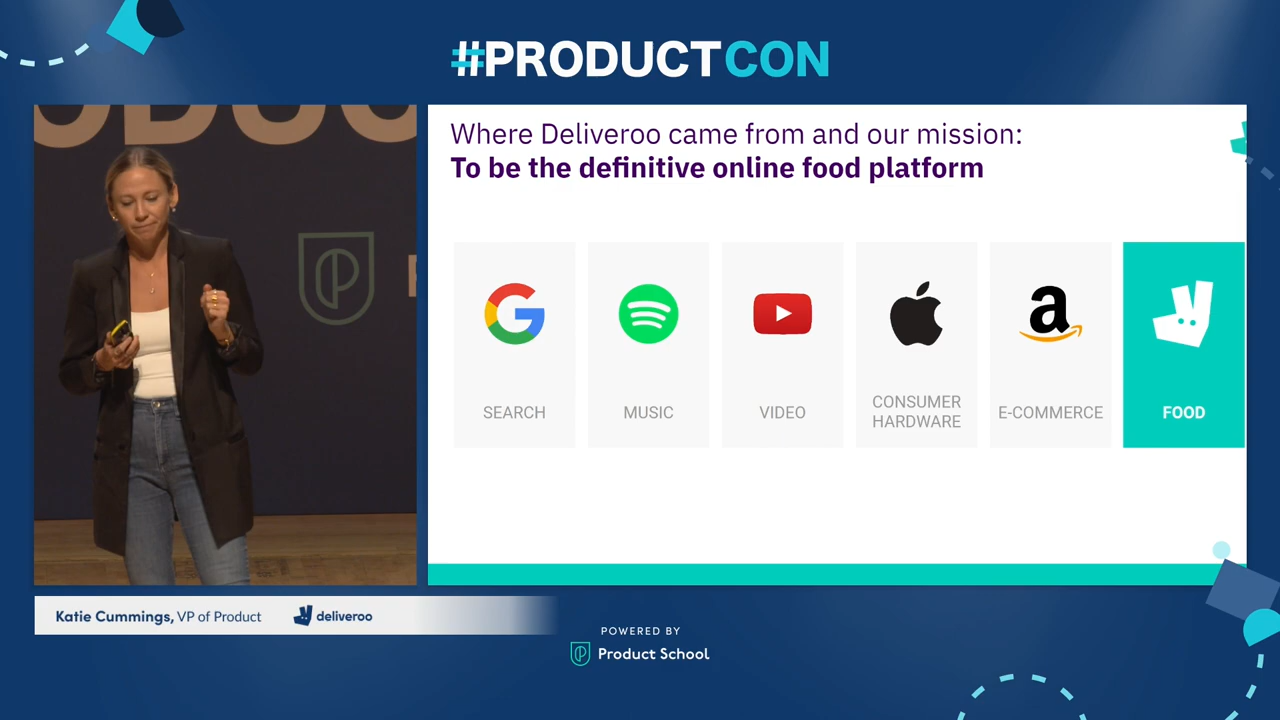 #PRODUCTCON
Where Deliveroo came from and our mission:
To be the definitive online food platform
SEARCH
MUSIC
VIDEO
CONSUMER
HARDWARE
a
E-COMMERCE
FOOD
Katie Cummings, VP of Product
deliveroo
POWERED BY
Product School